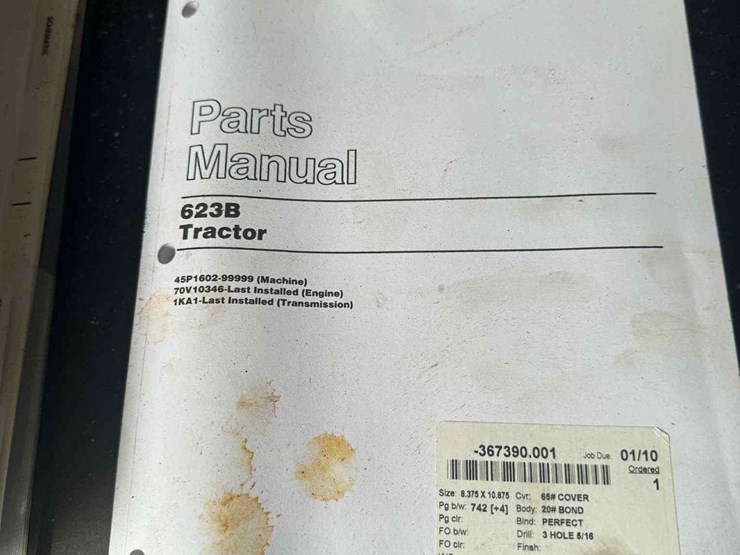 SCHEMATIC
Parts
Manual
623B
Tractor
45P1602-99999 (Machine)
70V10346-Last Installed (Engine)
1KA1-Last Installed (Transmission)
-367390.001 Job Due: 01/10
Ordered
1
Size: 8.375 X 10.875 Cvr: 65# COVER
Pg b/w: 742 [+4] Body: 20# BOND
Pg clr: Bind: PERFECT
FO b/w: Drill: 3 HOLE 5/16
FO clr: Finsh: